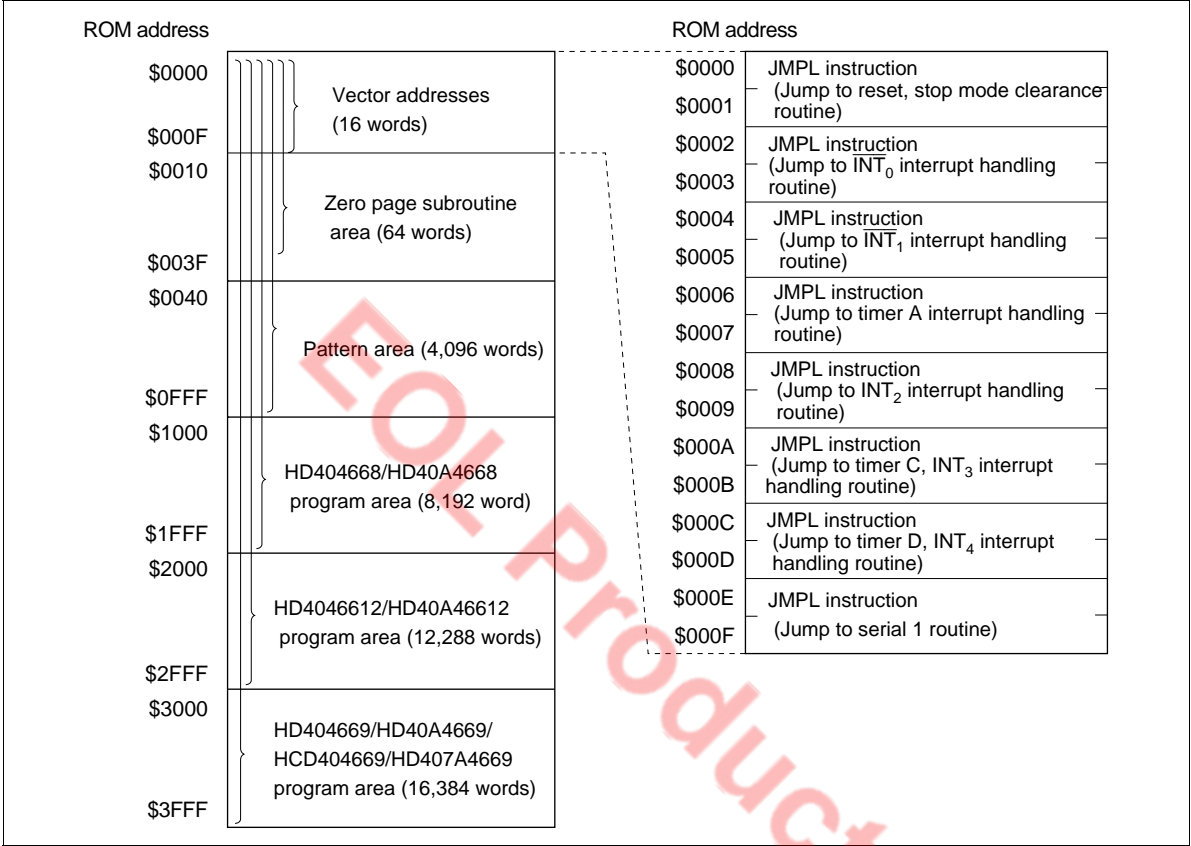 ROM address
$0000
Vector addresses
(16 words)
$000F
$0010
Zero page subroutine
area (64 words)
$003F
$0040
Pattern area (4,096 words)
$0FFF
$1000
HD404668/HD40A4668
program area (8,192 word)
$1FFF
$2000
HD4046612/HD40A46612
program area (12,288 words)
$2FFF
$3000
HD404669/HD40A4669/
HCD404669/HD407A4669
program area (16,384 words)
$3FFF
ROM address
$0000
JMPL instruction
(Jump to reset, stop mode clearance
$0001
routine)
$0002
JMPL instruction
(Jump to INT0 interrupt handling
$0003
routine)
$0004
JMPL instruction
(Jump to INT1 interrupt handling
$0005
routine)
$0006
JMPL instruction
(Jump to timer A interrupt handling
$0007
routine)
$0008
JMPL instruction
(Jump to INT2 interrupt handling
$0009
routine)
$000A
JMPL instruction
(Jump to timer C, INT3 interrupt
$000B
handling routine)
$000C
JMPL instruction
(Jump to timer D, INT4 interrupt
$000D
handling routine)
$000E
JMPL instruction
$000F
(Jump to serial 1 routine)
EOL Product